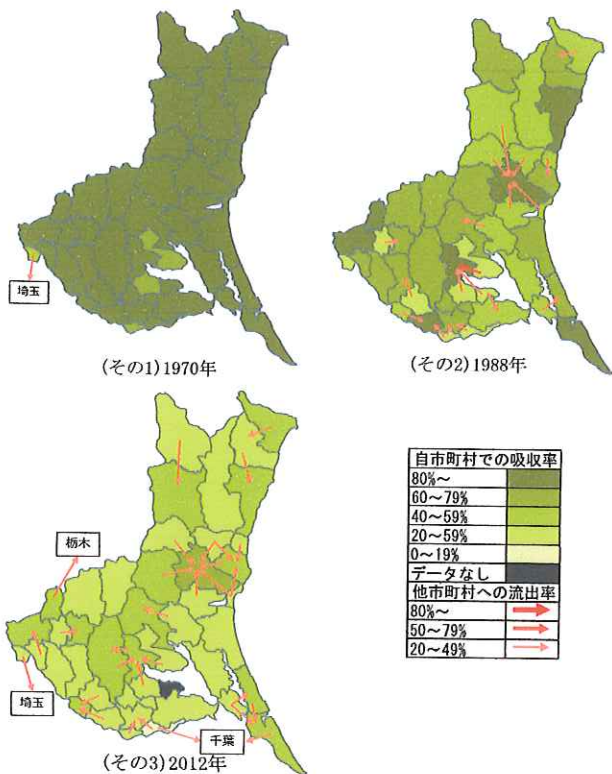 埼玉
(その1)1970年
(その2)1988年
栃木
埼玉
千葉
(その3)2012年
自市町村での吸収率
80%~
60~79%
40~59%
20~59%
0~19%
データなし
他市町村への流出率
80%~
50~79%
20~49%